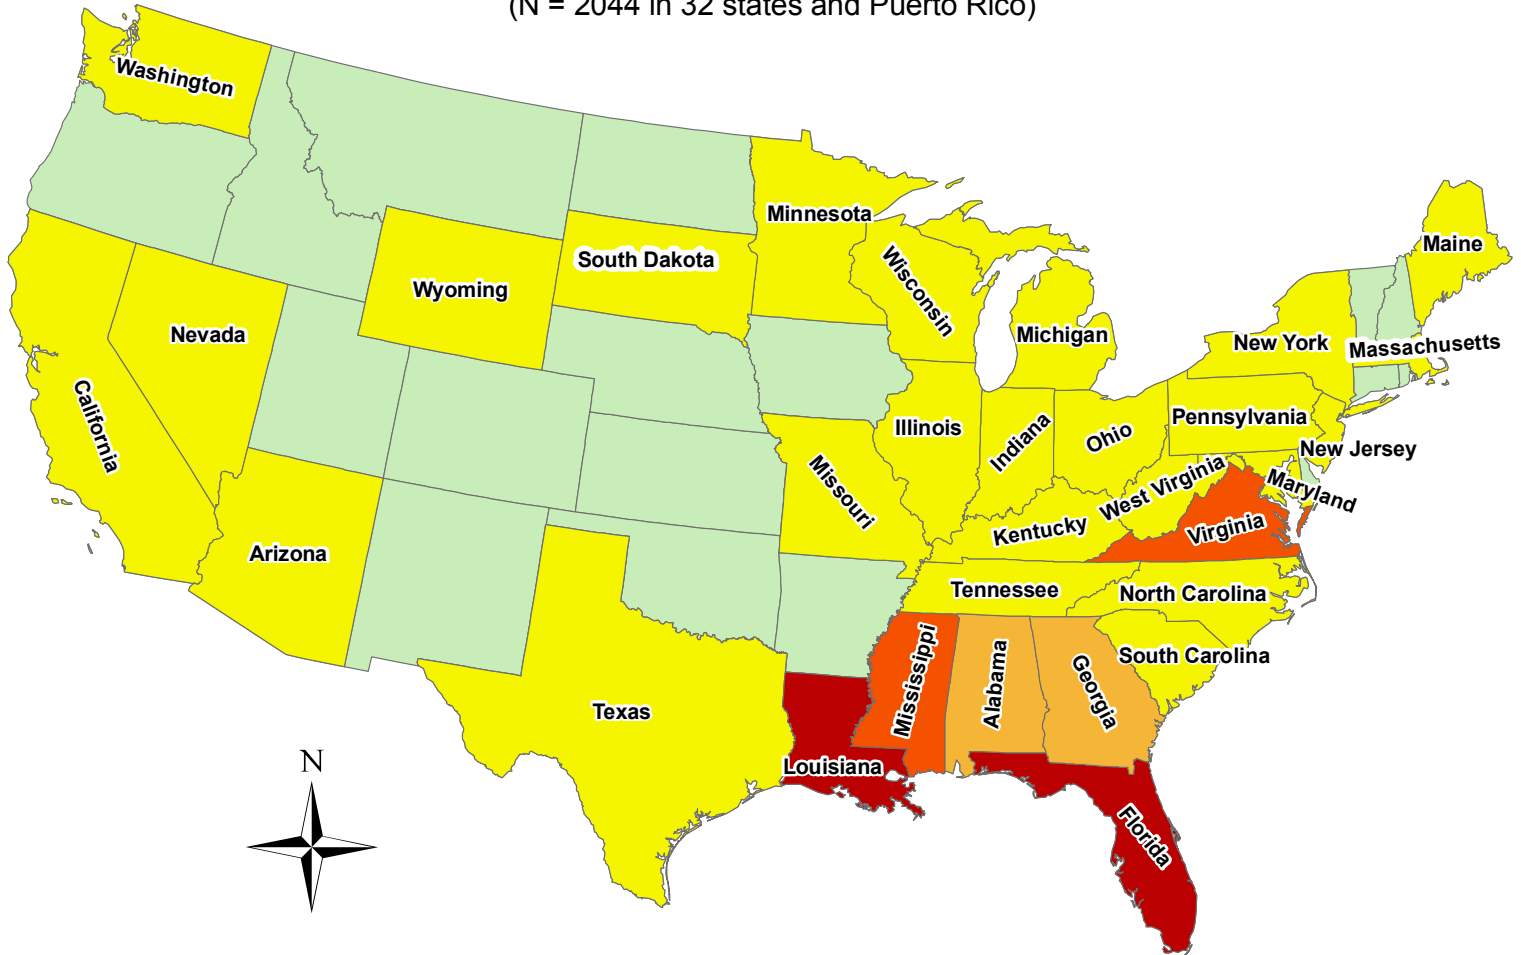 (N = 2044 in 32 states and Puerto Rico)
Washington
Minnesota
Maine
South Dakota
Wisconsin
Wyoming
Nevada
Michigan
New York
Massachusetts
California
Illinois
Indiana
Ohio
Pennsylvania
New Jersey
Missouri
West Virginia
Maryland
Kentucky
Virginia
Arizona
Tennessee
North Carolina
Mississippi
Alabama
Georgia
South Carolina
Texas
Louisiana
Florida
N